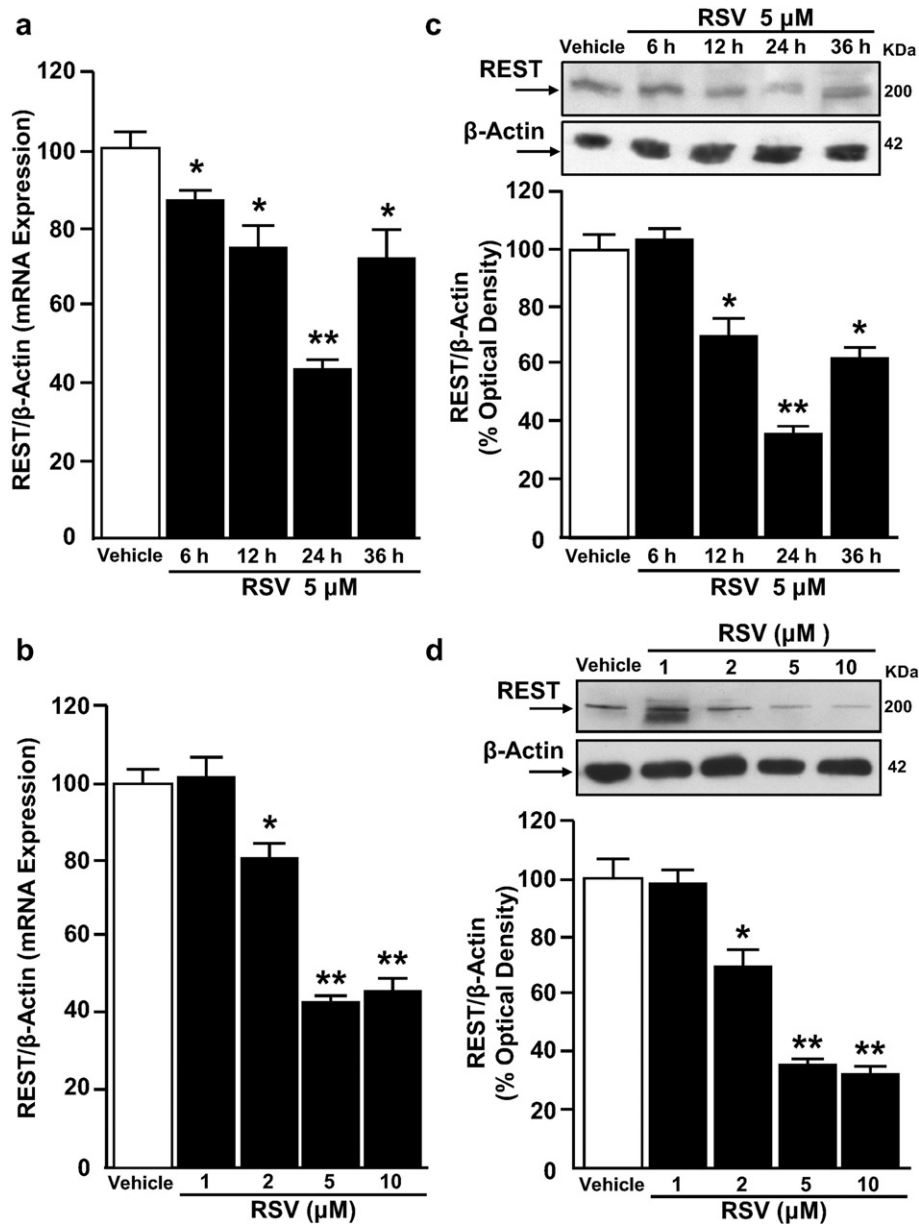 a
120
100
80
60
40
20
0
REST/β-Actin (mRNA Expression)
*
*
**
*
Vehicle 6 h 12 h 24 h 36 h
RSV 5 μM
c
RSV 5 μM
Vehicle 6 h 12 h 24 h 36 h KDa
REST 200
β-Actin 42
120
100
80
60
40
20
0
REST/β-Actin
(% Optical Density)
*
**
*
Vehicle 6 h 12 h 24 h 36 h
RSV 5 μM
b
120
100
80
60
40
20
0
REST/β-Actin (mRNA Expression)
*
**
**
Vehicle 1 2 5 10
RSV (μM)
d
RSV (μM )
Vehicle 1 2 5 10 KDa
REST 200
β-Actin 42
120
100
80
60
40
20
0
REST/β-Actin
(% Optical Density)
*
**
**
Vehicle 1 2 5 10
RSV (μM)